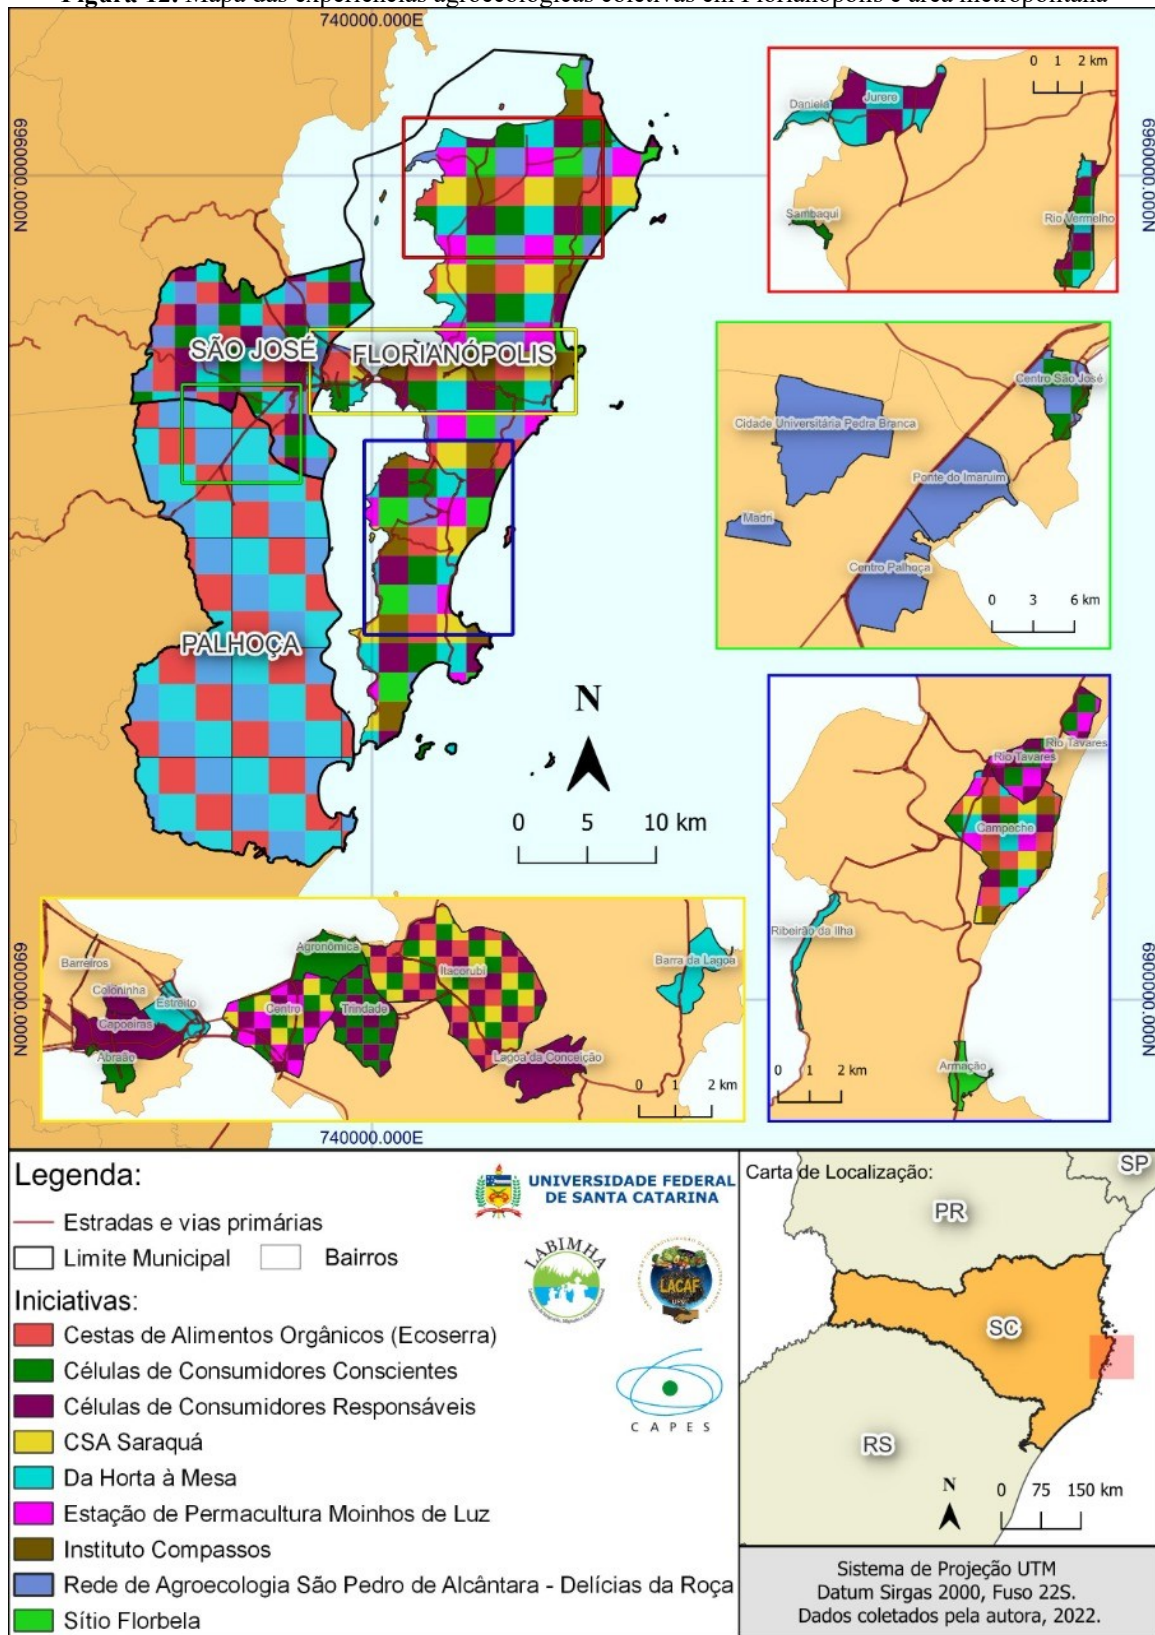 Figura 12: Mapa das experiências agroecológicas coletivas em Florianópolis e área metropolitana
740000.000E
6960000.000N
6960000.000N
SÃO JOSÉ
FLORIANÓPOLIS
PALHOÇA
N
0 5 10 km
0 1 2 km
Daniela
Jurere
Sambaqui
Rio Vermelho
Centro São José
Cidade Universitária Pedra Branca
Ponte do Imaruim
Madri
Centro Palhoça
0 3 6 km
Rio Tavares
Rio Tavares
Campeche
Ribeirão da Ilha
Armação
0 1 2 km
Barreiros
Coloninha
Estreito
Capoeiras
Abraão
Agronômica
Centro
Trindade
Itacorubi
Lagoa da Conceição
Barra da Lagoa
0 1 2 km
6900000.000N
6900000.000N
740000.000E
Legenda:
Estradas e vias primárias
Limite Municipal
Bairros
Iniciativas:
Cestas de Alimentos Orgânicos (Ecoserra)
Células de Consumidores Conscientes
Células de Consumidores Responsáveis
CSA Saraquá
Da Horta à Mesa
Estação de Permacultura Moinhos de Luz
Instituto Compassos
Rede de Agroecologia São Pedro de Alcântara - Delícias da Roça
Sítio Florbela
UNIVERSIDADE FEDERAL
DE SANTA CATARINA
LABIMHA
LACAF
UFSC
CAPES
Carta de Localização:
SP
PR
SC
RS
N
0 75 150 km
Sistema de Projeção UTM
Datum Sirgas 2000, Fuso 22S.
Dados coletados pela autora, 2022.